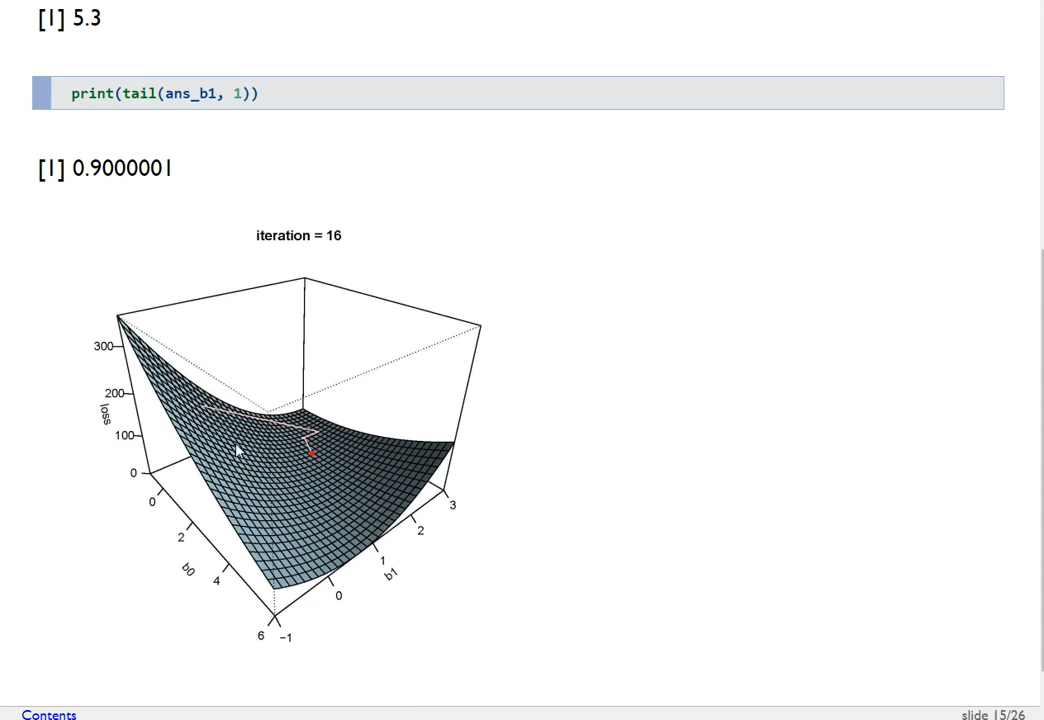 [1] 5.3
print(tail(ans_b1, 1))
[1] 0.9000001
iteration = 16
300
200
100
0
loss
0
2
4
6
b0
−1
0
1
2
3
b1
Contents
slide 15/26